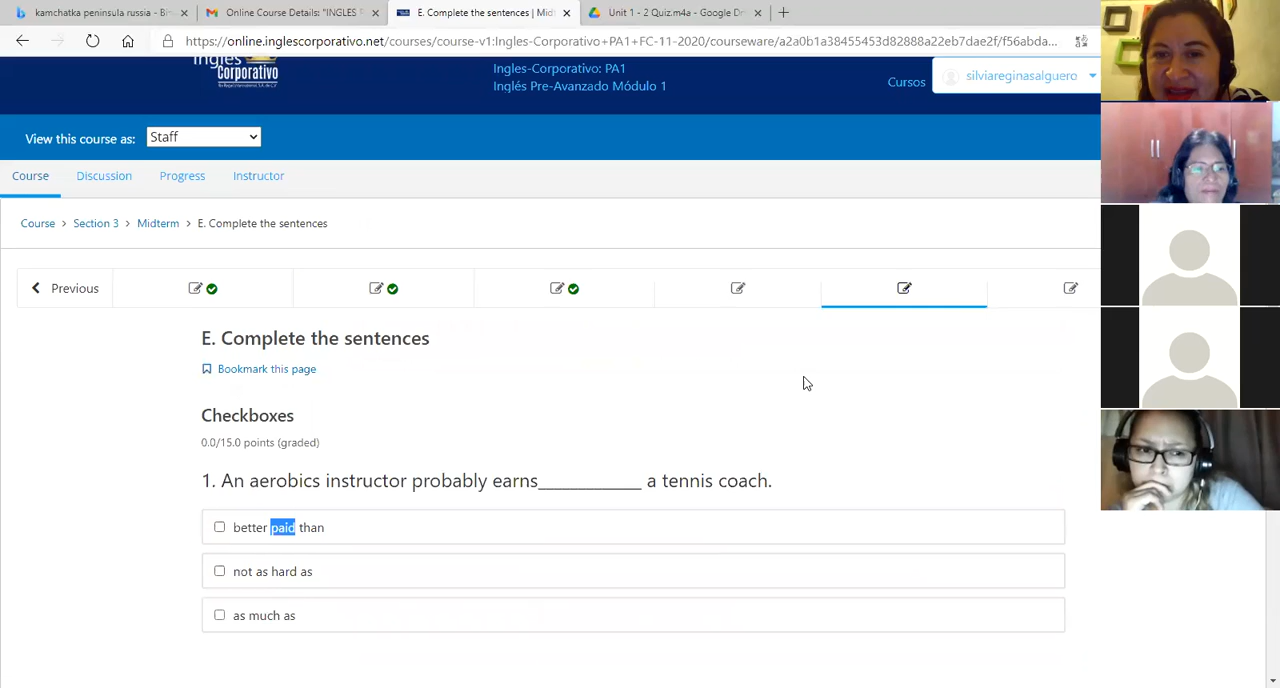 kamchatka peninsula russia - Bi
Online Course Details: "INGLES
E. Complete the sentences | Mid
Unit 1 - 2 Quiz.m4a - Google Dr
https://online.inglescorporativo.net/courses/course-v1:Ingles-Corporativo+PA1+FC-11-2020/courseware/a2a0b1a38455453d82888a22eb7dae2f/f56abda...
Ingles
Corporativo
Ingles-Corporativo: PA1
Inglés Pre-Avanzado Módulo 1
Cursos
silviareginasalguero
View this course as:
Staff
Course
Discussion
Progress
Instructor
Course > Section 3 > Midterm > E. Complete the sentences
Previous
E. Complete the sentences
Bookmark this page
Checkboxes
0.0/15.0 points (graded)
1. An aerobics instructor probably earns______________ a tennis coach.
better paid than
not as hard as
as much as